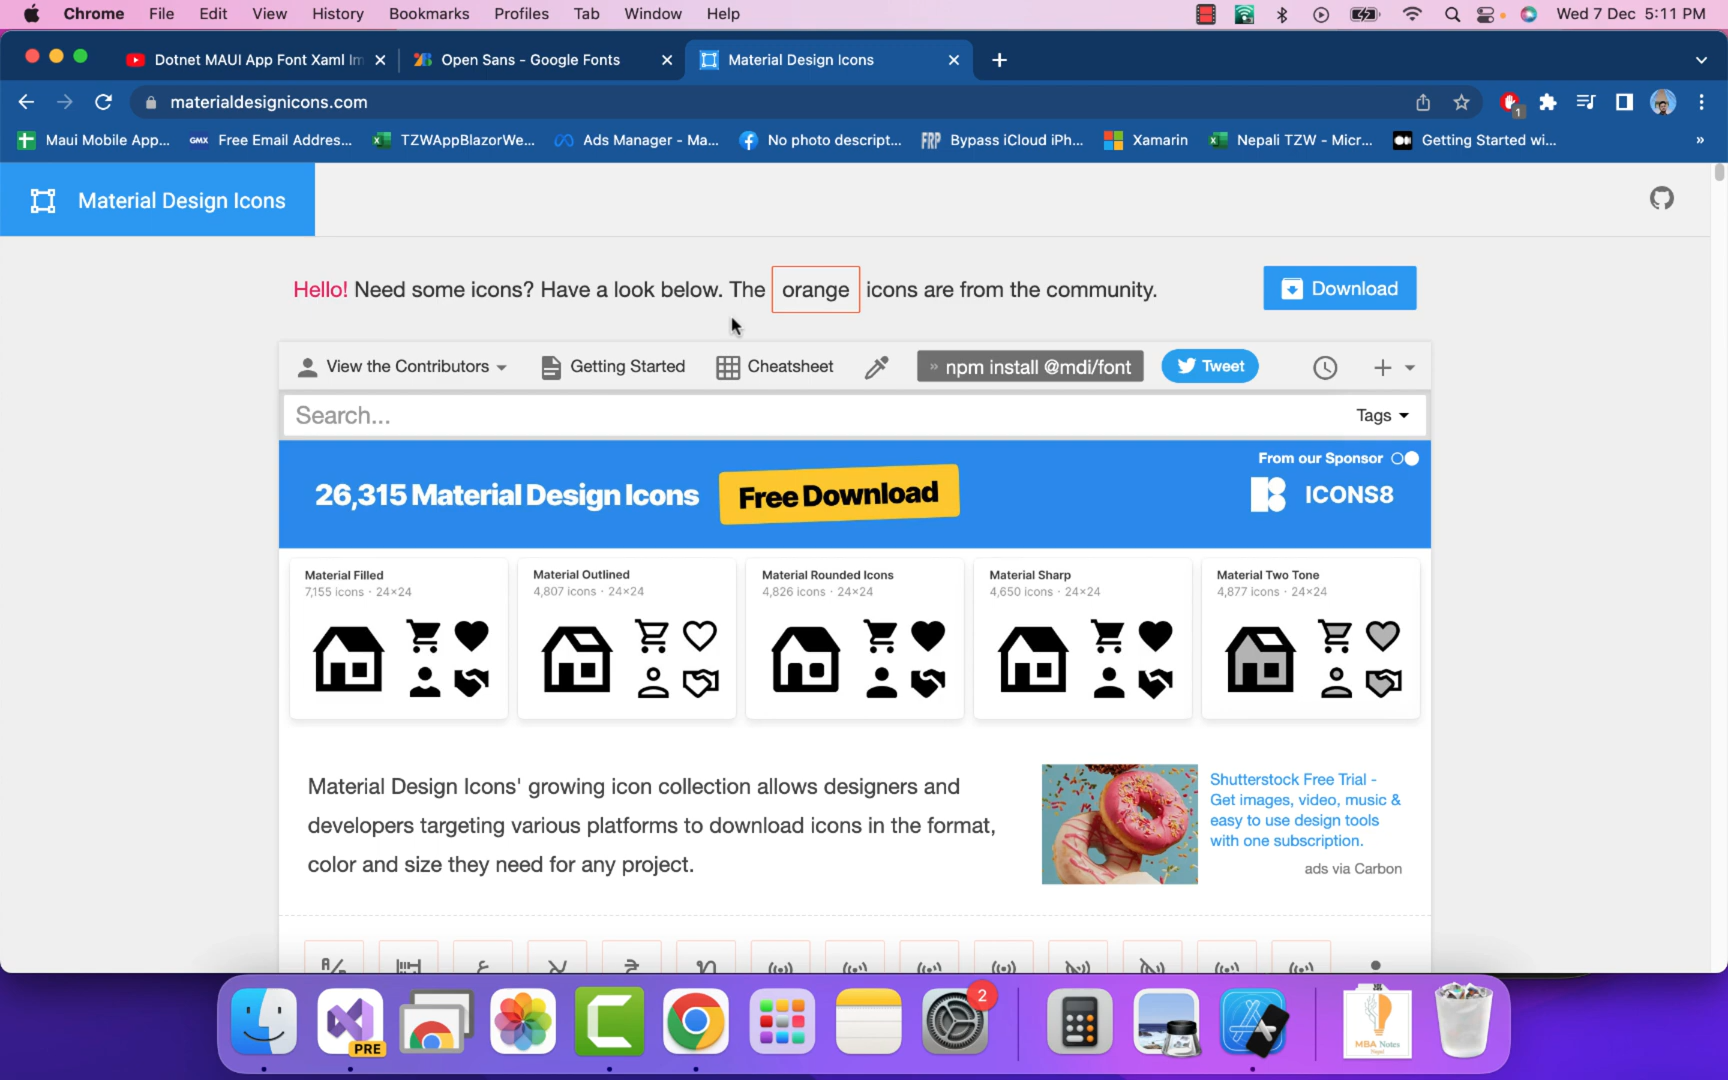 Chrome File Edit View History Bookmarks Profiles Tab Window Help Wed 7 Dec 5:11 PM
Dotnet MAUI App Font Xaml Im Open Sans - Google Fonts Material Design Icons
materialdesignicons.com 1
Maui Mobile App... GMX Free Email Addres... TZWAppBlazorWe... Ads Manager - Ma... No photo descript... FRP Bypass iCloud iPh... Xamarin Nepali TZW - Micr... Getting Started wi... »
Material Design Icons
Hello! Need some icons? Have a look below. The orange icons are from the community. Download
View the Contributors Getting Started Cheatsheet » npm install @mdi/font Tweet
Search... Tags
From our Sponsor
26,315 Material Design Icons Free Download ICONS8
Material Filled
7,155 icons · 24×24
Material Outlined
4,807 icons · 24×24
Material Rounded Icons
4,826 icons · 24×24
Material Sharp
4,650 icons · 24×24
Material Two Tone
4,877 icons · 24×24
Material Design Icons' growing icon collection allows designers and
developers targeting various platforms to download icons in the format,
color and size they need for any project.
Shutterstock Free Trial -
Get images, video, music &
easy to use design tools
with one subscription.
ads via Carbon
PRE
2
MBA Notes
Nepal